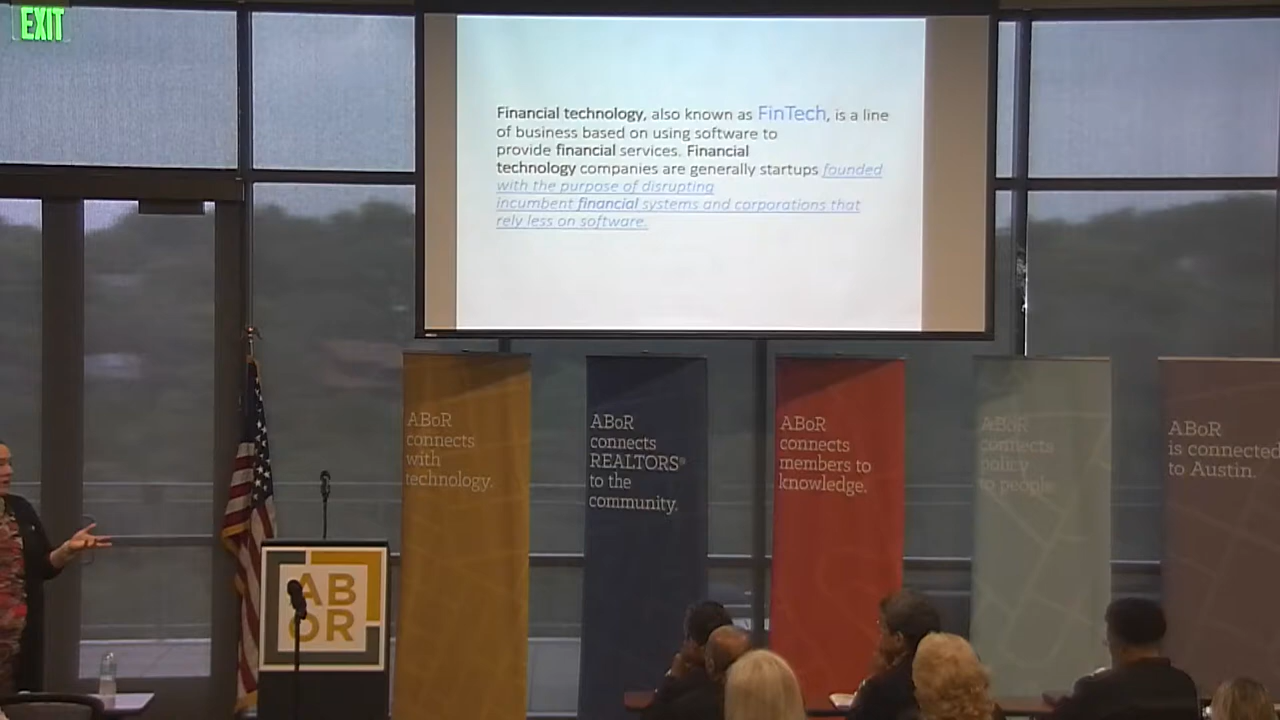 EXIT
Financial technology, also known as FinTech, is a line
of business based on using software to
provide financial services. Financial
technology companies are generally startups founded
with the purpose of disrupting
incumbent financial systems and corporations that
rely less on software.
ABoR
connects
with
technology.
ABoR
connects
REALTORS®
to the
community.
ABoR
connects
members to
knowledge.
ABoR
connects
policy
to people.
ABoR
is connected
to Austin.
AB
OR